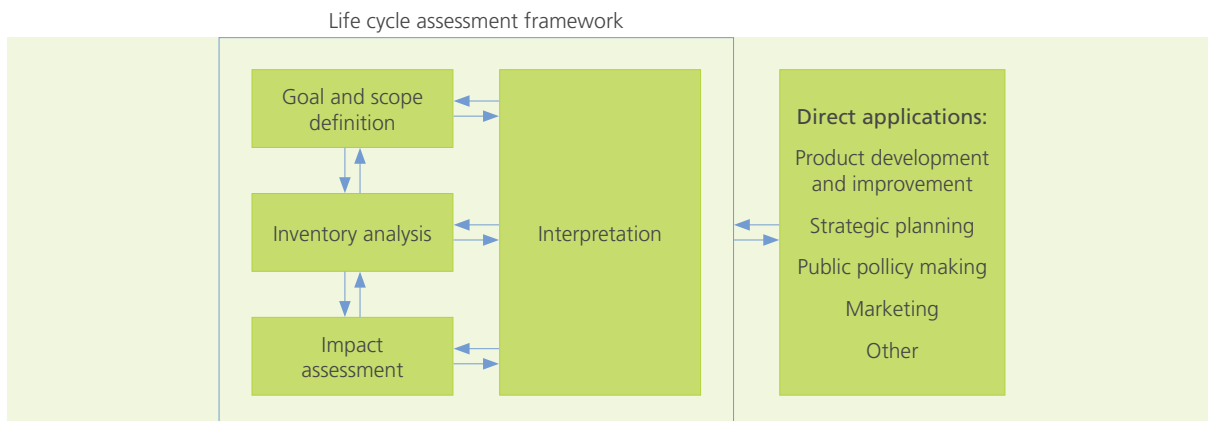 Life cycle assessment framework
Goal and scope
definition
Inventory analysis
Impact
assessment
Interpretation
Direct applications:
Product development
and improvement
Strategic planning
Public pollicy making
Marketing
Other